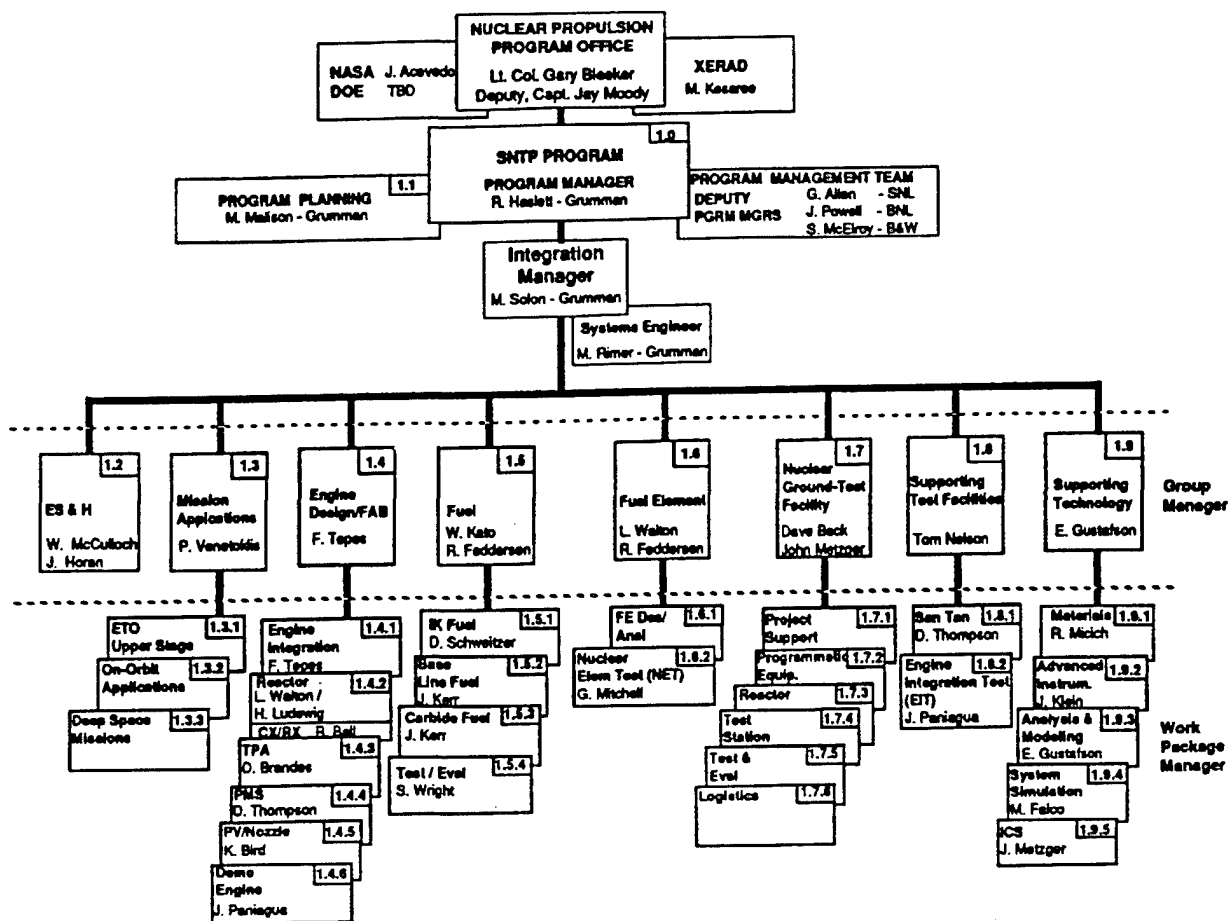 NUCLEAR PROPULSION
PROGRAM OFFICE
Lt. Col. Gary Bleeker
Deputy, Capt. Jay Moody
NASA J. Acevedo
DOE TBD
XERAD
M. Kasaree
1.0
SNTP PROGRAM
PROGRAM MANAGER
R. Haslett - Grumman
1.1
PROGRAM PLANNING
M. Malison - Grumman
PROGRAM MANAGEMENT TEAM
DEPUTY G. Allen - SNL
PGRM MGRS J. Powell - BNL
S. McElroy - B&W
Integration
Manager
M. Solon - Grumman
Systems Engineer
M. Rimer - Grumman
1.2
ES & H
W. McCulloch
J. Horan
1.3
Mission
Applications
P. Venetoklis
1.4
Engine
Design/FAB
F. Tepes
1.5
Fuel
W. Kato
R. Feddersen
1.6
Fuel Element
L. Walton
R. Feddersen
1.7
Nuclear
Ground-Test
Facility
Dave Beck
John Metzger
1.8
Supporting
Test Facilities
Tom Nelson
1.9
Supporting
Technology
E. Gustafson
Group
Manager
ETO 1.3.1
Upper Stage
On-Orbit 1.3.2
Applications
Deep Space 1.3.3
Missions
Engine 1.4.1
Integration
F. Tepes
Reactor 1.4.2
L. Walton /
H. Ludewig
CX/RX R. Ball
TPA 1.4.3
D. Brandes
PMS 1.4.4
D. Thompson
PV/Nozzle 1.4.5
K. Bird
Demo 1.4.6
Engine
J. Paniagua
IK Fuel 1.5.1
D. Schweitzer
Base 1.5.2
Line Fuel
J. Kerr
Carbide Fuel 1.5.3
J. Kerr
Test / Eval 1.5.4
S. Wright
FE Des/ 1.6.1
Anal
Nuclear 1.6.2
Elem Test (NET)
G. Mitchell
Project 1.7.1
Support
Programmatic 1.7.2
Equip.
Reactor 1.7.3
Test 1.7.4
Station
Test & 1.7.5
Eval
Logistics 1.7.6
San Tan 1.8.1
D. Thompson
Engine 1.8.2
Integration Test
(EIT)
J. Paniagua
Materials 1.9.1
R. Micich
Advanced 1.9.2
Instrum.
J. Klein
Analysis & 1.9.3
Modeling
E. Gustafson
System 1.9.4
Simulation
M. Falco
ICS 1.9.5
J. Metzger
Work
Package
Manager